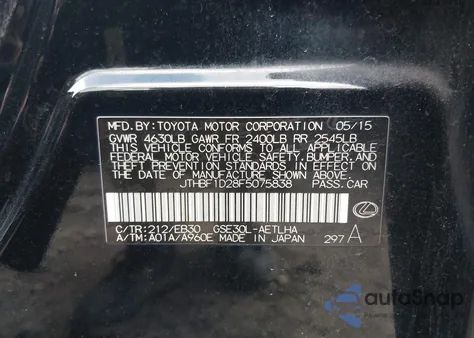 MFD.BY:TOYOTA MOTOR CORPORATION 05/15
GVWR 4630LB GAWR FR 2400LB RR 2545LB
THIS VEHICLE CONFORMS TO ALL APPLICABLE
FEDERAL MOTOR VEHICLE SAFETY, BUMPER, AND
THEFT PREVENTION STANDARDS IN EFFECT ON
THE DATE OF MANUFACTURE SHOWN ABOVE.
JTHBF1D28F5075838 PASS.CAR
C/TR:212/EB30 GSE30L-AETLHA
A/TM:A01A/A960E MADE IN JAPAN 297 A
autoSnap